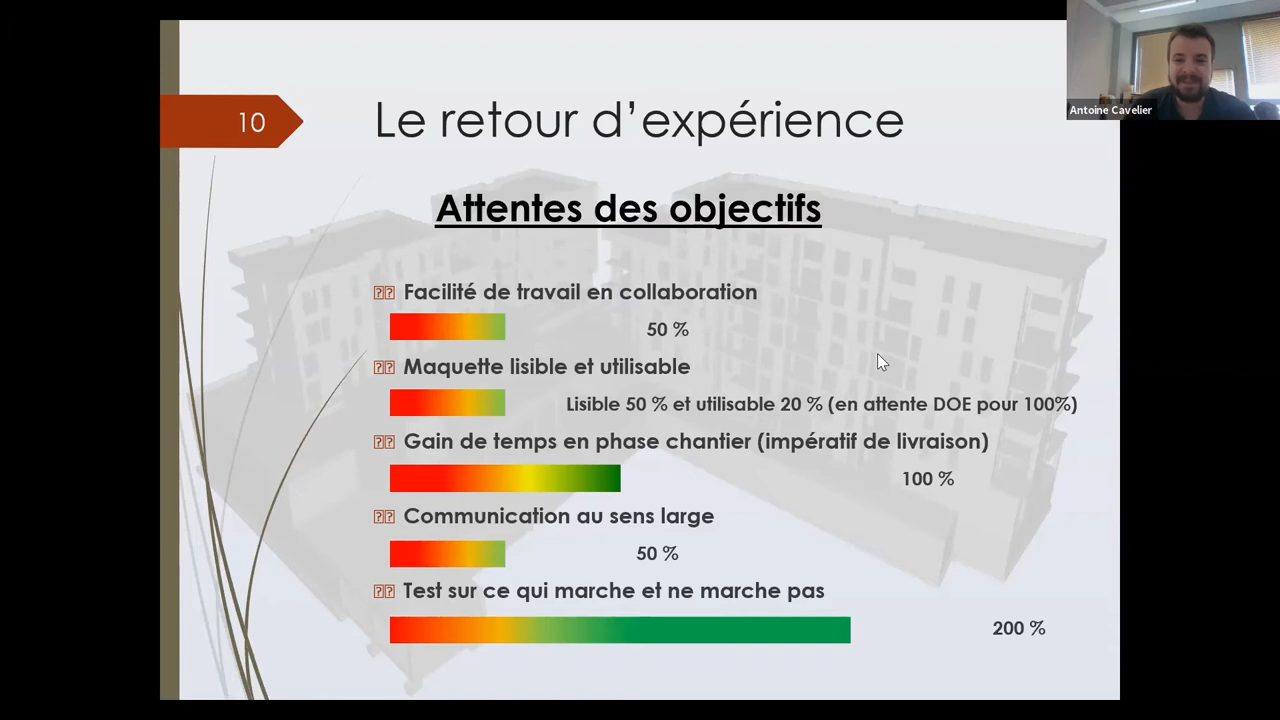 Antoine Cavelier
10
Le retour d’expérience
Attentes des objectifs
Facilité de travail en collaboration
50 %
Maquette lisible et utilisable
Lisible 50 % et utilisable 20 % (en attente DOE pour 100%)
Gain de temps en phase chantier (impératif de livraison)
100 %
Communication au sens large
50 %
Test sur ce qui marche et ne marche pas
200 %